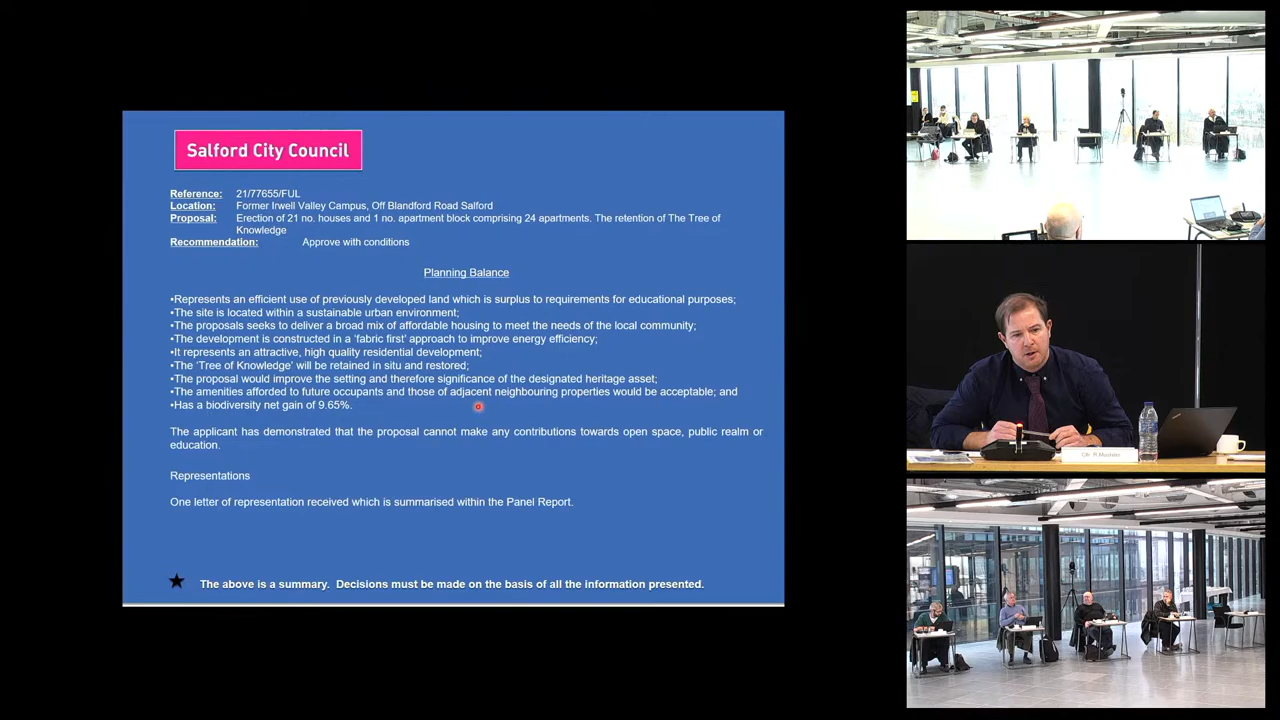 Salford City Council
Reference: 21/77655/FUL
Location: Former Irwell Valley Campus, Off Blandford Road Salford
Proposal: Erection of 21 no. houses and 1 no. apartment block comprising 24 apartments. The retention of The Tree of
Knowledge
Recommendation: Approve with conditions
Planning Balance
•Represents an efficient use of previously developed land which is surplus to requirements for educational purposes;
•The site is located within a sustainable urban environment;
•The proposals seeks to deliver a broad mix of affordable housing to meet the needs of the local community;
•The development is constructed in a 'fabric first' approach to improve energy efficiency;
•It represents an attractive, high quality residential development;
•The 'Tree of Knowledge' will be retained in situ and restored;
•The proposal would improve the setting and therefore significance of the designated heritage asset;
•The amenities afforded to future occupants and those of adjacent neighbouring properties would be acceptable; and
•Has a biodiversity net gain of 9.65%.
The applicant has demonstrated that the proposal cannot make any contributions towards open space, public realm or
education.
Representations
One letter of representation received which is summarised within the Panel Report.
★ The above is a summary. Decisions must be made on the basis of all the information presented.